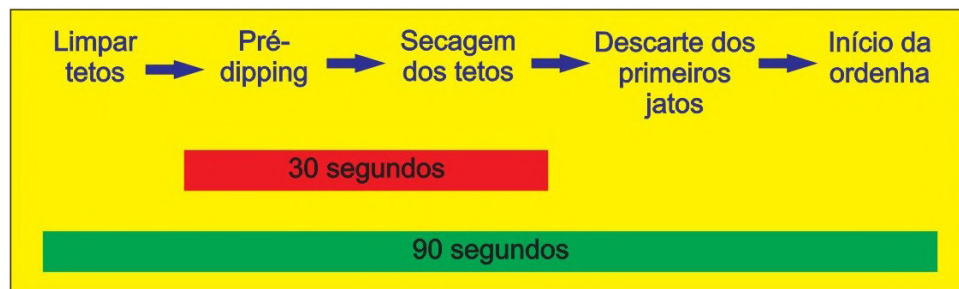 Limpar
tetos
Pré-
dipping
Secagem
dos tetos
Descarte dos
primeiros
jatos
Início da
ordenha
30 segundos
90 segundos